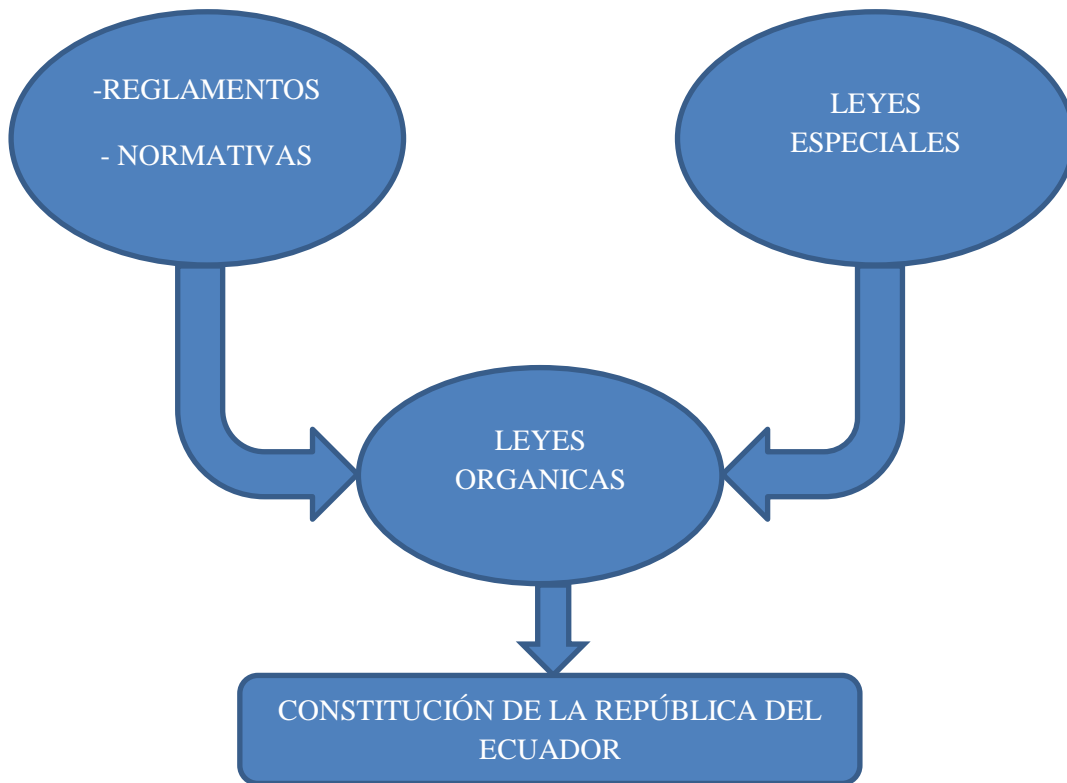 -REGLAMENTOS
- NORMATIVAS
LEYES
ESPECIALES
LEYES
ORGANICAS
CONSTITUCIÓN DE LA REPÚBLICA DEL
ECUADOR